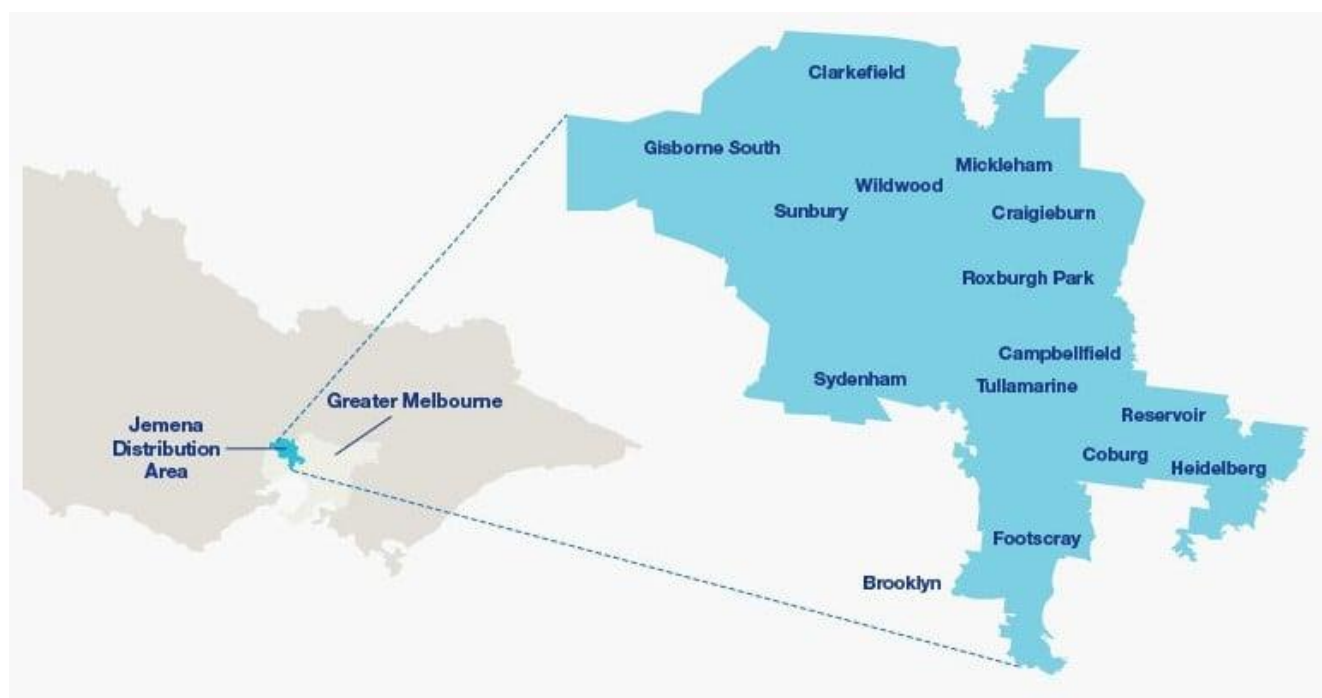 Clarkefield
Gisborne South
Mickleham
Wildwood
Sunbury
Craigieburn
Roxburgh Park
Campbellfield
Sydenham
Tullamarine
Greater Melbourne
Reservoir
Jemena
Distribution
Area
Coburg
Heidelberg
Footscray
Brooklyn